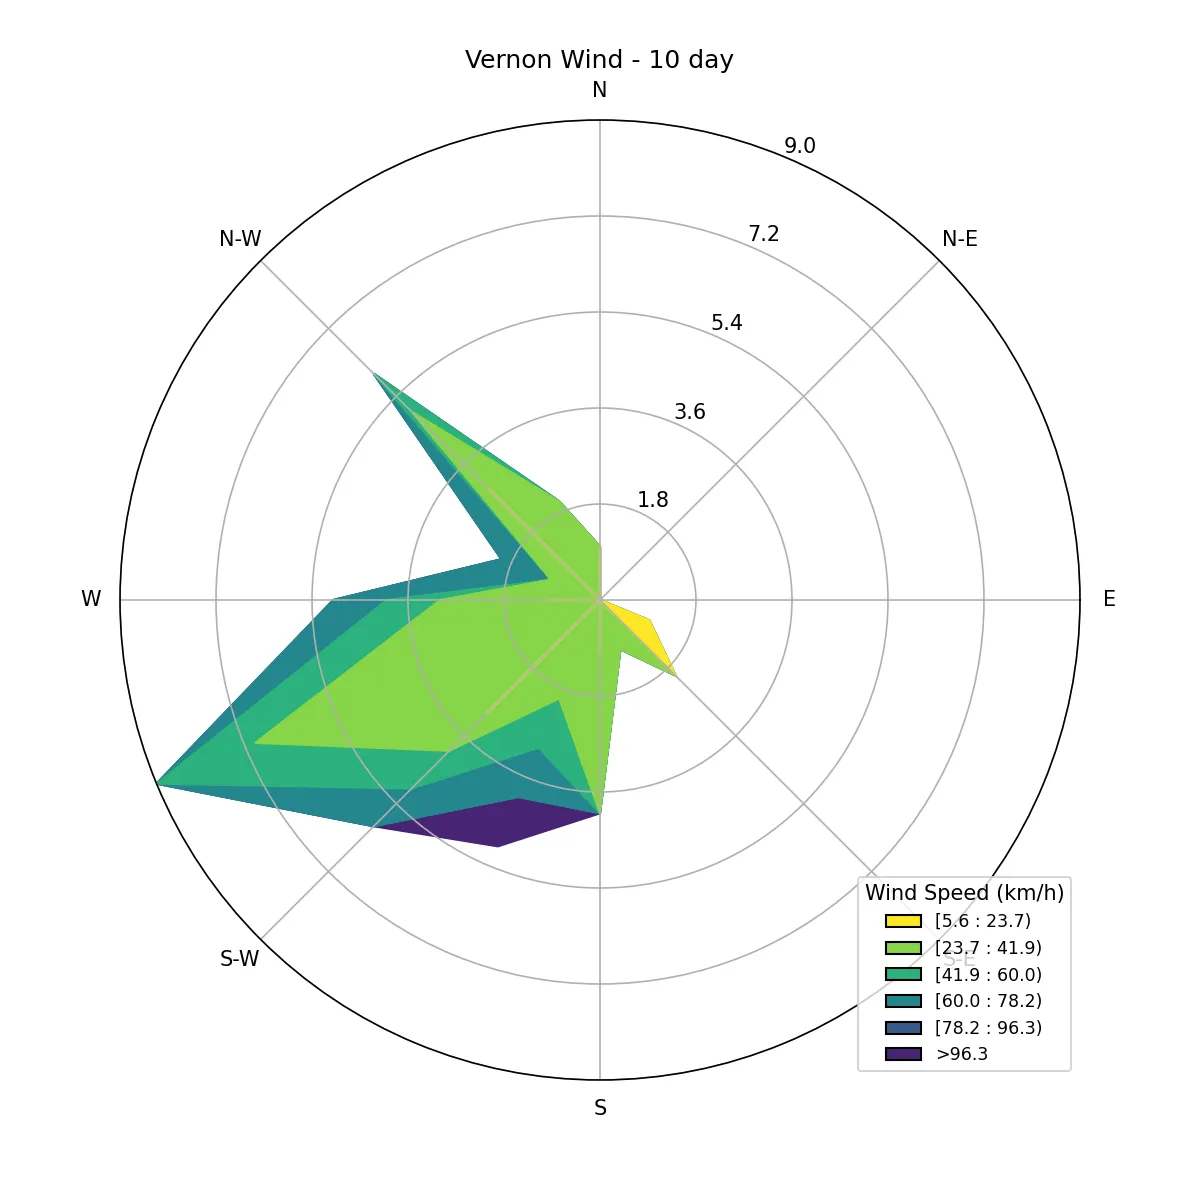 Vernon Wind - 10 day
N
9.0
N-W
N-E
7.2
5.4
3.6
1.8
W
E
S-W
S-E
S
Wind Speed (km/h)
[5.6 : 23.7)
[23.7 : 41.9)
[41.9 : 60.0)
[60.0 : 78.2)
[78.2 : 96.3)
>96.3